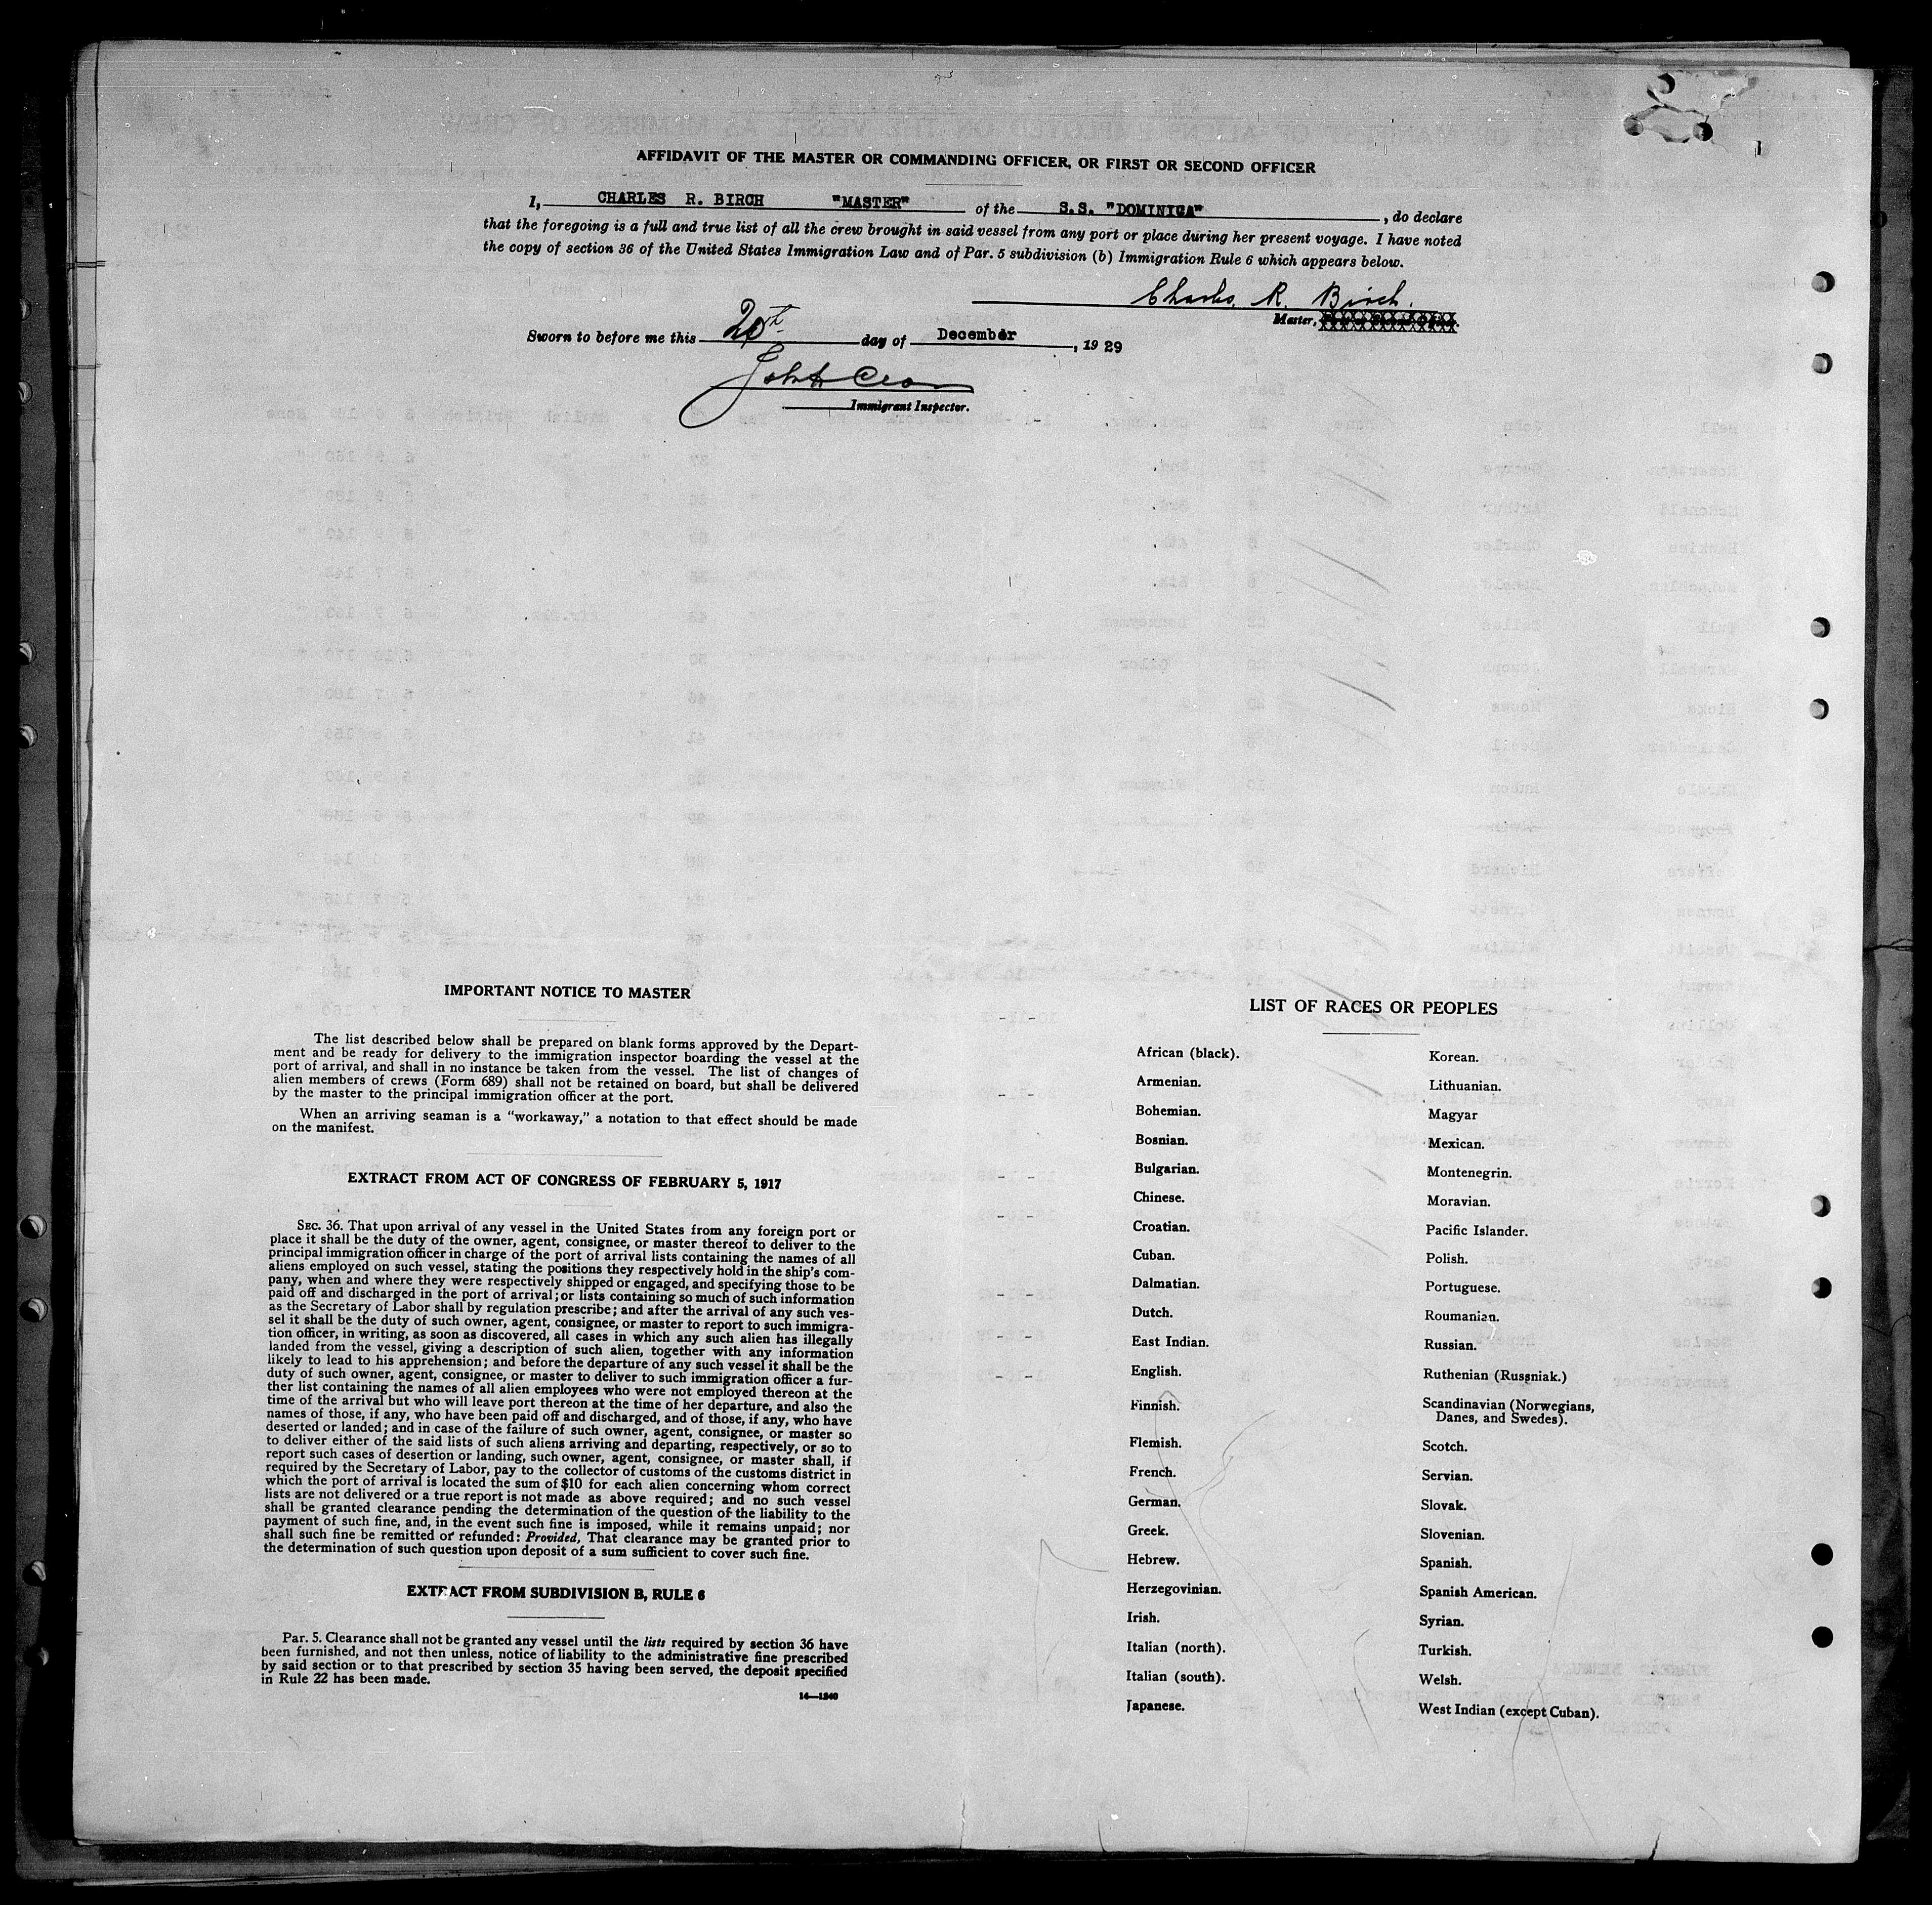 AFFIDAVIT OF THE MASTER OR COMMANDING OFFICER, OR FIRST OR SECOND OFFICER
I, CHARLES R. BIRCH "MASTER" of the S.S. "DOMINICA", do declare
that the foregoing is a full and true list of all the crew brought in said vessel from any port or place during her present voyage. I have noted
the copy of section 36 of the United States Immigration Law and of Par. 5 subdivision (b) Immigration Rule 6 which appears below.
Charles. R. Birch.
Master,
Sworn to before me this 20th day of December, 1929
Immigrant Inspector.
IMPORTANT NOTICE TO MASTER
The list described below shall be prepared on blank forms approved by the Depart-
ment and be ready for delivery to the immigration inspector boarding the vessel at the
port of arrival, and shall in no instance be taken from the vessel. The list of changes of
alien members of crews (Form 689) shall not be retained on board, but shall be delivered
by the master to the principal immigration officer at the port.
When an arriving seaman is a "workaway," a notation to that effect should be made
on the manifest.
EXTRACT FROM ACT OF CONGRESS OF FEBRUARY 5, 1917
SEC. 36. That upon arrival of any vessel in the United States from any foreign port or
place it shall be the duty of the owner, agent, consignee, or master thereof to deliver to the
principal immigration officer in charge of the port of arrival lists containing the names of all
aliens employed on such vessel, stating the positions they respectively hold in the ship's com-
pany, when and where they were respectively shipped or engaged, and specifying those to be
paid off and discharged in the port of arrival; or lists containing so much of such information
as the Secretary of Labor shall by regulation prescribe; and after the arrival of any such ves-
sel it shall be the duty of such owner, agent, consignee, or master to report to such immigra-
tion officer, in writing, as soon as discovered, all cases in which any such alien has illegally
landed from the vessel, giving a description of such alien, together with any information
likely to lead to his apprehension; and before the departure of any such vessel it shall be the
duty of such owner, agent, consignee, or master to deliver to such immigration officer a fur-
ther list containing the names of all alien employees who were not employed thereon at the
time of the arrival but who will leave port thereon at the time of her departure, and also the
names of those, if any, who have been paid off and discharged, and of those, if any, who have
deserted or landed; and in case of the failure of such owner, agent, consignee, or master so
to deliver either of the said lists of such aliens arriving and departing, respectively, or so to
report such cases of desertion or landing, such owner, agent, consignee, or master shall, if
required by the Secretary of Labor, pay to the collector of customs of the customs district in
which the port of arrival is located the sum of $10 for each alien concerning whom correct
lists are not delivered or a true report is not made as above required; and no such vessel
shall be granted clearance pending the determination of the question of the liability to the
payment of such fine, and, in the event such fine is imposed, while it remains unpaid; nor
shall such fine be remitted or refunded: Provided, That clearance may be granted prior to
the determination of such question upon deposit of a sum sufficient to cover such fine.
EXTRACT FROM SUBDIVISION B, RULE 6
Par. 5. Clearance shall not be granted any vessel until the lists required by section 36 have
been furnished, and not then unless, notice of liability to the administrative fine prescribed
by said section or to that prescribed by section 35 having been served, the deposit specified
in Rule 22 has been made.
14—1240
LIST OF RACES OR PEOPLES
African (black).
Armenian.
Bohemian.
Bosnian.
Bulgarian.
Chinese.
Croatian.
Cuban.
Dalmatian.
Dutch.
East Indian.
English.
Finnish.
Flemish.
French.
German.
Greek.
Hebrew.
Herzegovinian.
Irish.
Italian (north).
Italian (south).
Japanese.
Korean.
Lithuanian.
Magyar
Mexican.
Montenegrin.
Moravian.
Pacific Islander.
Polish.
Portuguese.
Roumanian.
Russian.
Ruthenian (Russniak.)
Scandinavian (Norwegians,
Danes, and Swedes).
Scotch.
Servian.
Slovak.
Slovenian.
Spanish.
Spanish American.
Syrian.
Turkish.
Welsh.
West Indian (except Cuban).